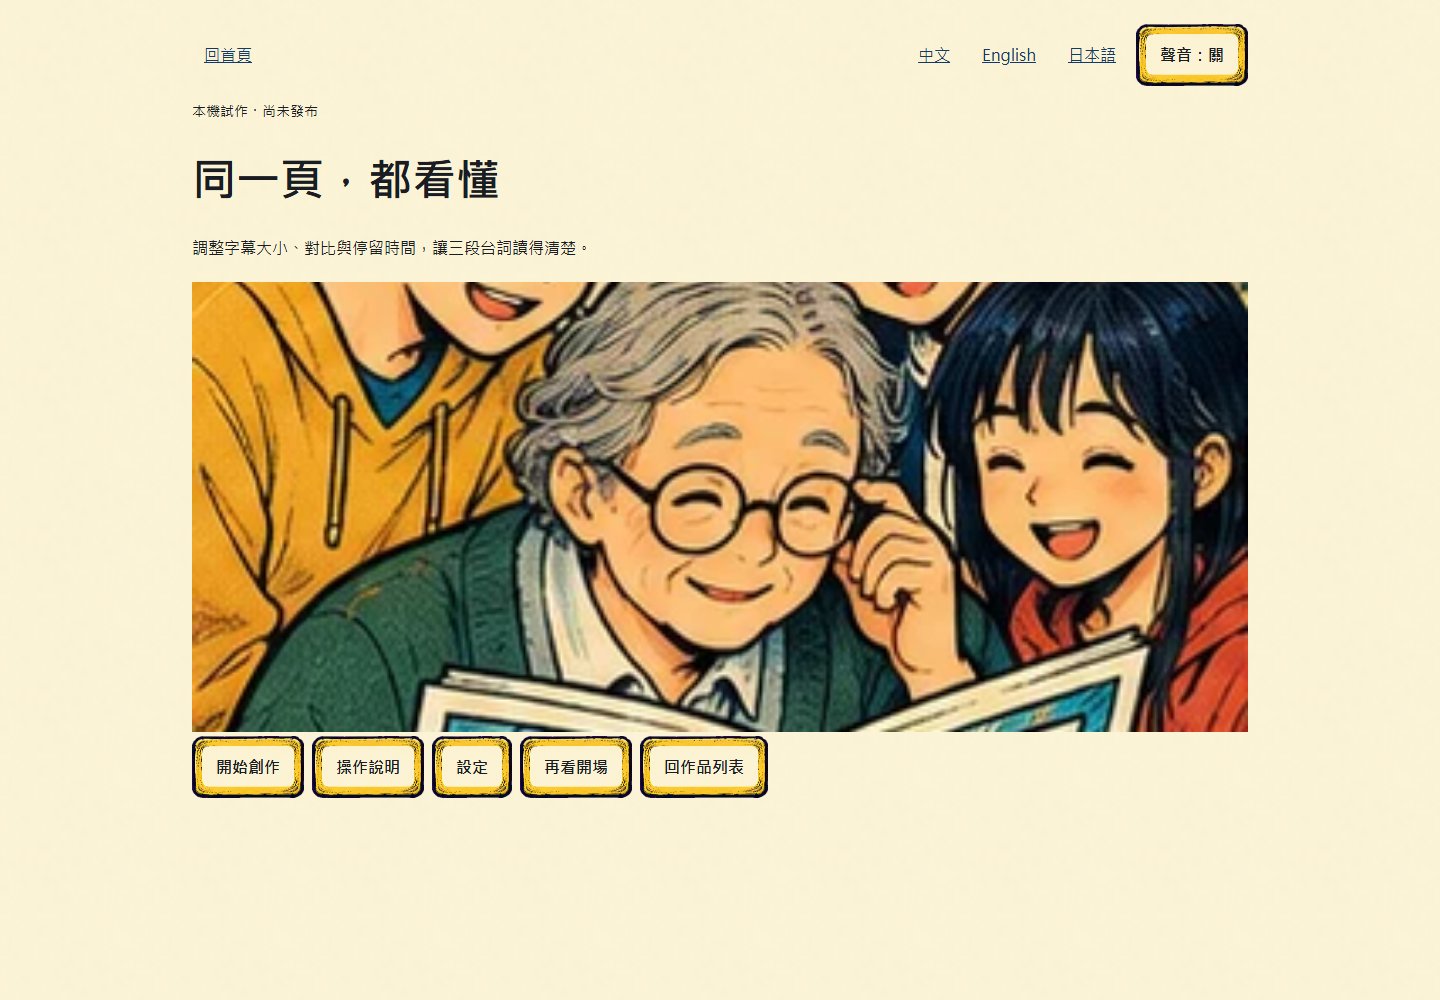 回首頁 中文 English 日本語 聲音：關
本機試作・尚未發布
同一頁，都看懂
調整字幕大小、對比與停留時間，讓三段台詞讀得清楚。
開始創作 操作說明 設定 再看開場 回作品列表